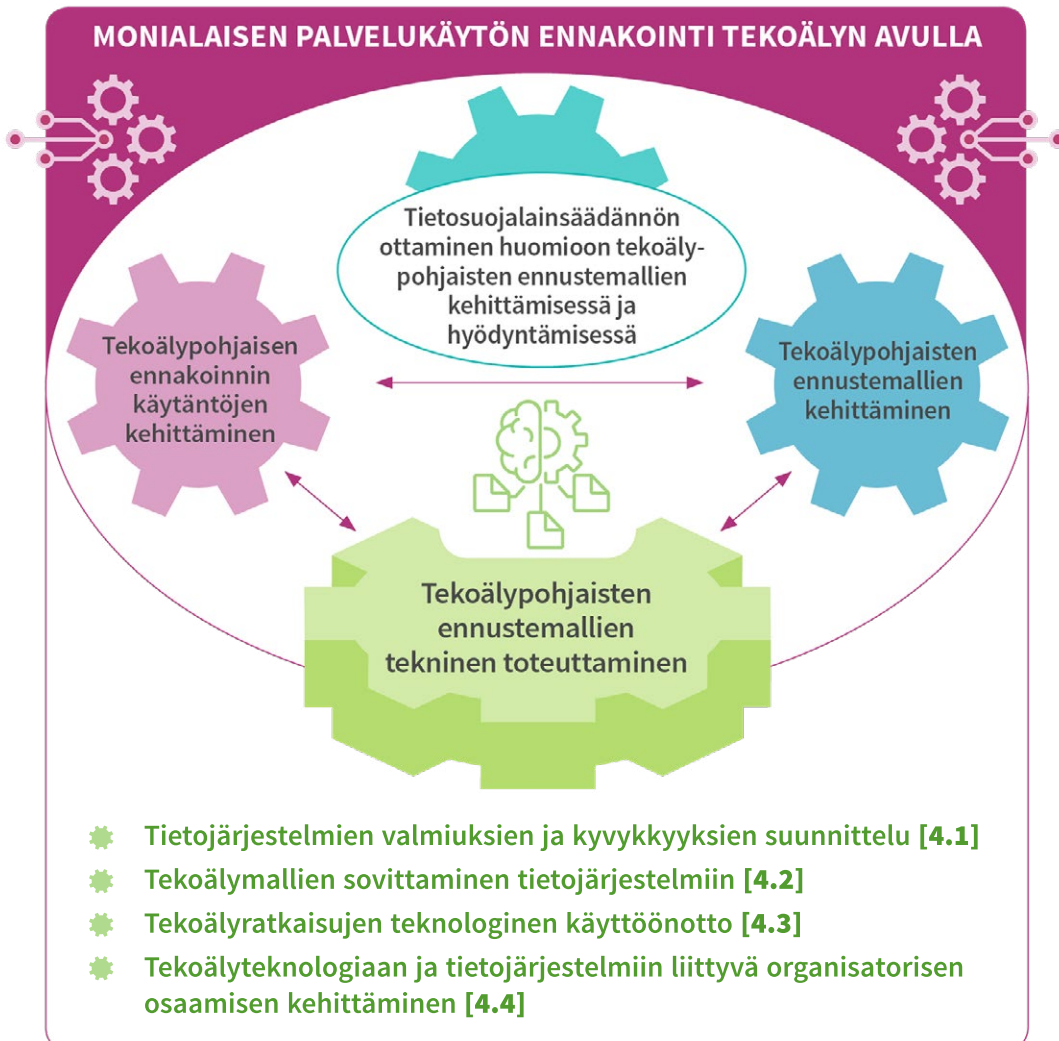 MONIALAISEN PALVELUKÄYTÖN ENNAKOINTI TEKOÄLYN AVULLA
Tietosuojalainsäädännön
ottaminen huomioon tekoäly-
pohjaisten ennustemallien
kehittämisessä ja
hyödyntämisessä
Tekoälypohjaisen
ennakoinnin
käytäntöjen
kehittäminen
Tekoälypohjaisten
ennustemallien
kehittäminen
Tekoälypohjaisten
ennustemallien
tekninen toteuttaminen
Tietojärjestelmien valmiuksien ja kyvykkyyksien suunnittelu [4.1]
Tekoälymallien sovittaminen tietojärjestelmiin [4.2]
Tekoälyratkaisujen teknologinen käyttöönotto [4.3]
Tekoälyteknologiaan ja tietojärjestelmiin liittyvä organisatorisen
osaamisen kehittäminen [4.4]